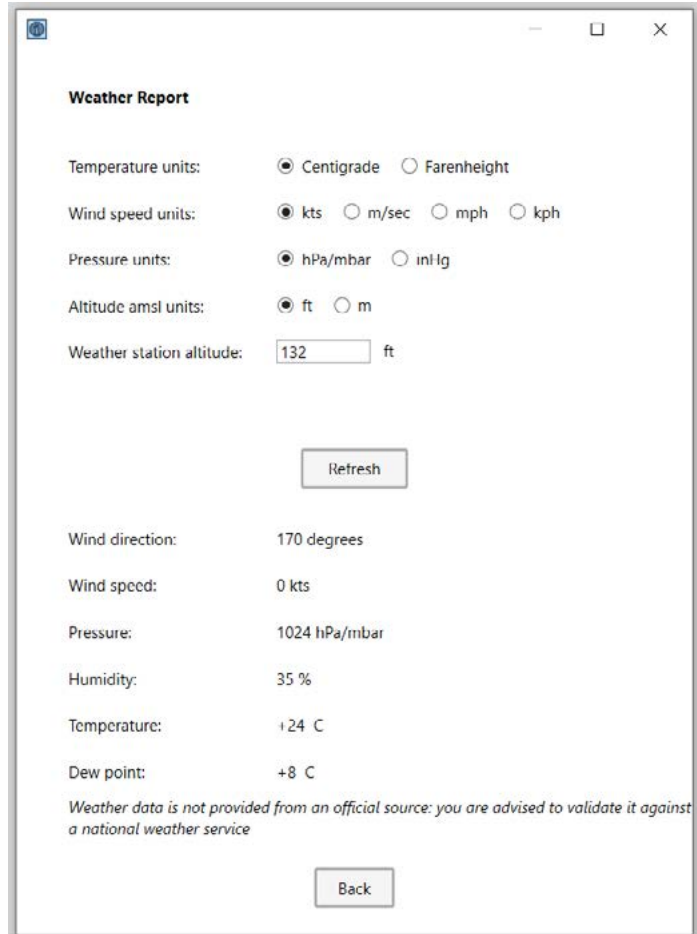 Weather Report
Temperature units: Centigrade Farenheight
Wind speed units: kts m/sec mph kph
Pressure units: hPa/mbar inHg
Altitude amsl units: ft m
Weather station altitude: 132 ft
Refresh
Wind direction: 170 degrees
Wind speed: 0 kts
Pressure: 1024 hPa/mbar
Humidity: 35 %
Temperature: +24 C
Dew point: +8 C
Weather data is not provided from an official source: you are advised to validate it against
a national weather service
Back